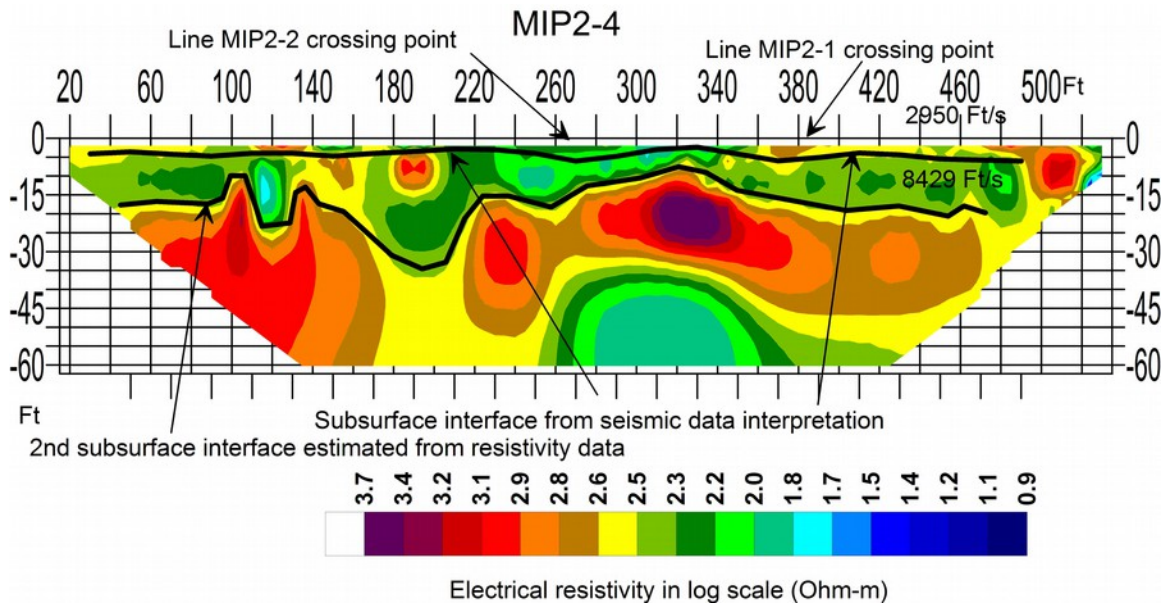 MIP2-4
Line MIP2-2 crossing point
Line MIP2-1 crossing point
20 60 100 140 180 220 260 300 340 380 420 460 500 Ft
2950 Ft/s
0 0
8429 Ft/s
-15 -15
-30 -30
-45 -45
-60 -60
Ft
Subsurface interface from seismic data interpretation
2nd subsurface interface estimated from resistivity data
3.7 3.4 3.2 3.1 2.9 2.8 2.6 2.5 2.3 2.2 2.0 1.8 1.7 1.5 1.4 1.2 1.1 0.9
Electrical resistivity in log scale (Ohm-m)